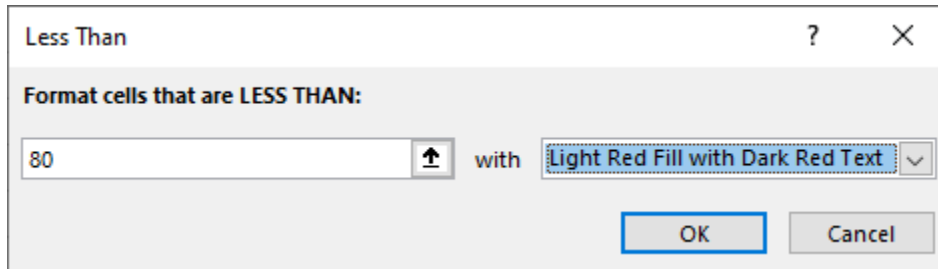 Less Than ?
Format cells that are LESS THAN:
80 with Light Red Fill with Dark Red Text
OK Cancel